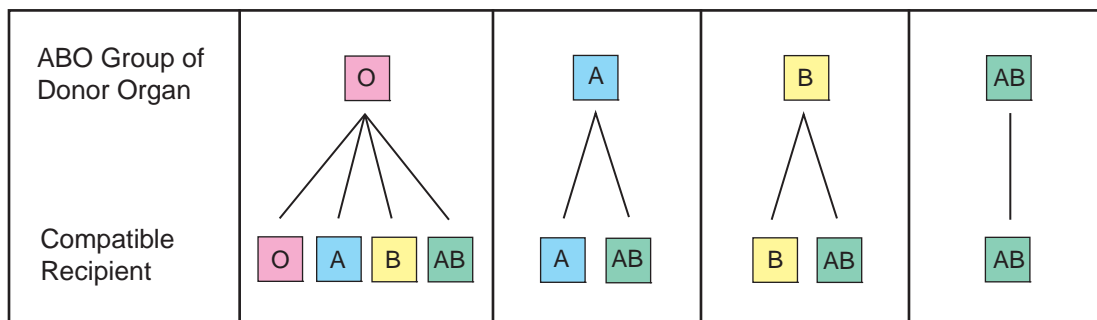 ABO Group of
Donor Organ
O
A
B
AB
Compatible
Recipient
O A B AB
A AB
B AB
AB